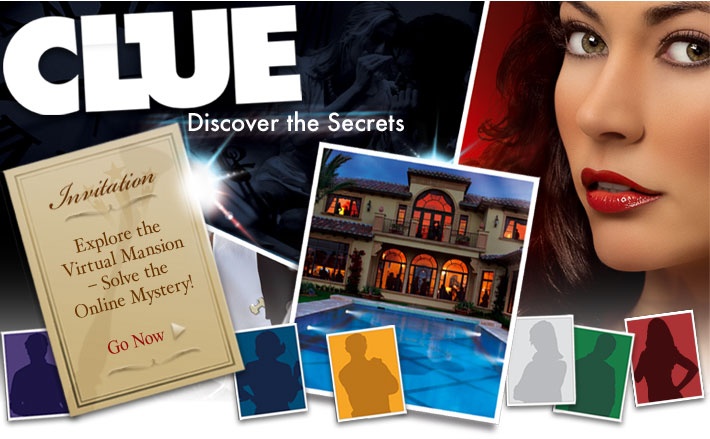 CLUE
Discover the Secrets
Invitation
Explore the
Virtual Mansion
– Solve the
Online Mystery!
Go Now